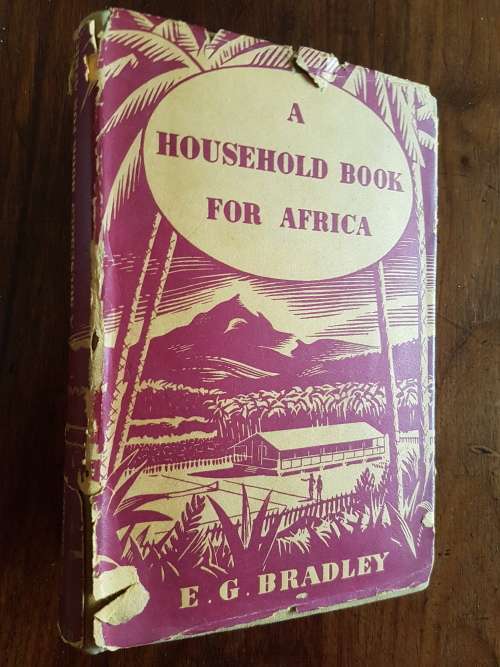 A
HOUSEHOLD BOOK
FOR AFRICA
E. G. BRADLEY